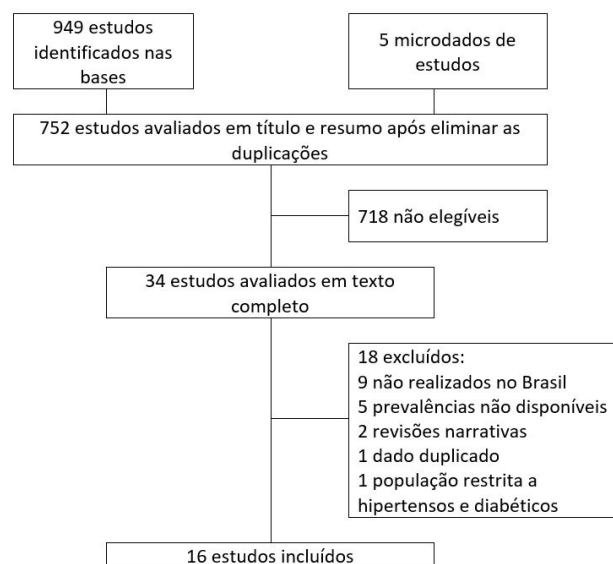 949 estudos
identificados nas
bases
5 microdados de
estudos
752 estudos avaliados em título e resumo após eliminar as
duplicações
718 não elegíveis
34 estudos avaliados em texto
completo
18 excluídos:
9 não realizados no Brasil
5 prevalências não disponíveis
2 revisões narrativas
1 dado duplicado
1 população restrita a
hipertensos e diabéticos
16 estudos incluídos